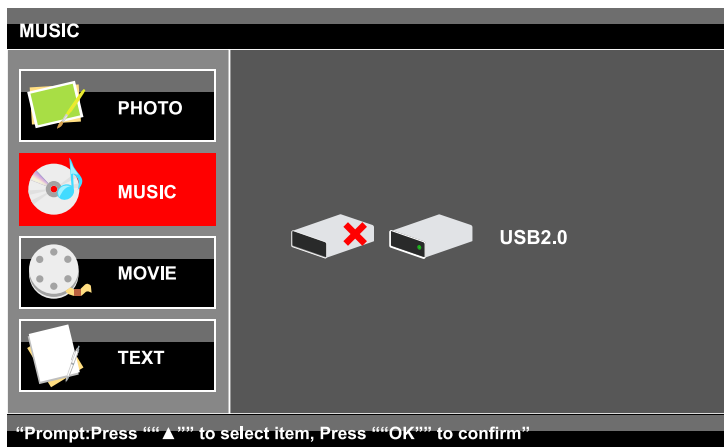 MUSIC
PHOTO
MUSIC
USB2.0
MOVIE
TEXT
“Prompt:Press ““▲”” to select item, Press ““OK”” to confirm”